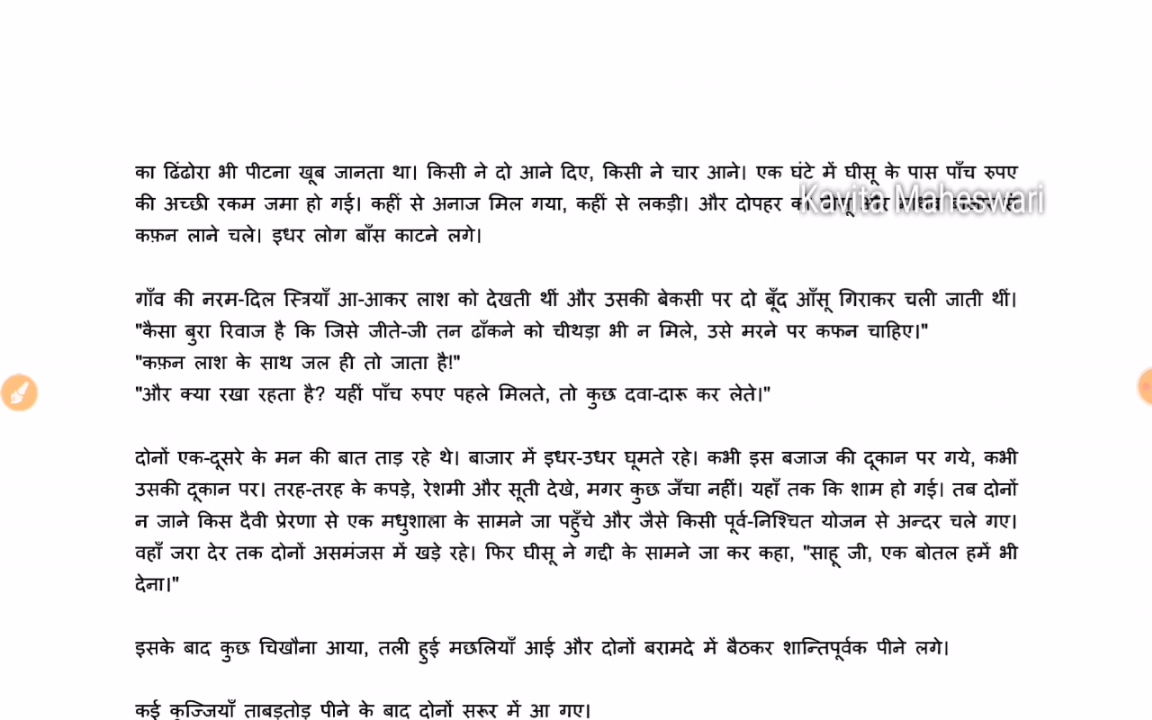 का ढिंढोरा भी पीटना खूब जानता था। किसी ने दो आने दिए, किसी ने चार आने। एक घंटे में घीसू के पास पाँच रुपए
की अच्छी रकम जमा हो गई। कहीं से अनाज मिल गया, कहीं से लकड़ी। और दोपहर को घीसू और
Kavita Maheswari
कफ़न लाने चले। इधर लोग बाँस काटने लगे।
गाँव की नरम-दिल स्त्रियाँ आ-आकर लाश को देखती थीं और उसकी बेकसी पर दो बूँद आँसू गिराकर चली जाती थीं।
"कैसा बुरा रिवाज है कि जिसे जीते-जी तन ढाँकने को चीथड़ा भी न मिले, उसे मरने पर कफन चाहिए।"
"कफ़न लाश के साथ जल ही तो जाता है!"
"और क्या रखा रहता है? यहीं पाँच रुपए पहले मिलते, तो कुछ दवा-दारू कर लेते।"
दोनों एक-दूसरे के मन की बात ताड़ रहे थे। बाजार में इधर-उधर घूमते रहे। कभी इस बजाज की दूकान पर गये, कभी
उसकी दूकान पर। तरह-तरह के कपड़े, रेशमी और सूती देखे, मगर कुछ जँचा नहीं। यहाँ तक कि शाम हो गई। तब दोनों
न जाने किस दैवी प्रेरणा से एक मधुशाला के सामने जा पहुँचे और जैसे किसी पूर्व-निश्चित योजन से अन्दर चले गए।
वहाँ जरा देर तक दोनों असमंजस में खड़े रहे। फिर घीसू ने गद्दी के सामने जा कर कहा, "साहू जी, एक बोतल हमें भी
देना।"
इसके बाद कुछ चिखौना आया, तली हुई मछलियाँ आई और दोनों बरामदे में बैठकर शान्तिपूर्वक पीने लगे।
कई कुज्जियाँ ताबड़तोड़ पीने के बाद दोनों सरूर में आ गए।